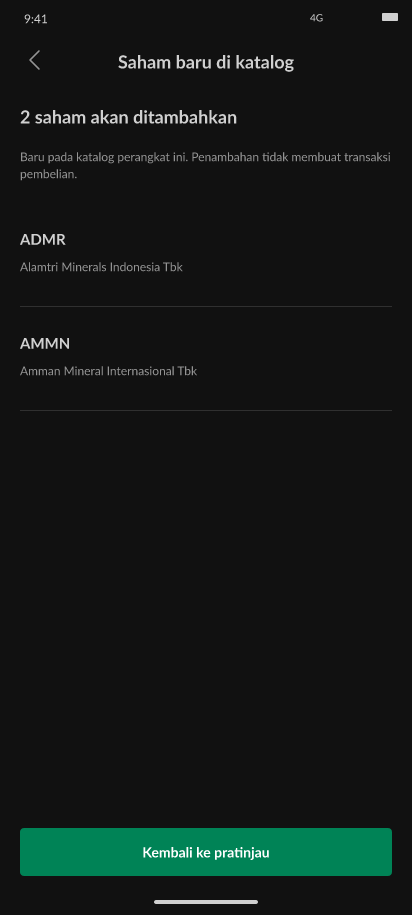 9:41
4G
Saham baru di katalog
2 saham akan ditambahkan
Baru pada katalog perangkat ini. Penambahan tidak membuat transaksi
pembelian.
ADMR
Alamtri Minerals Indonesia Tbk
AMMN
Amman Mineral Internasional Tbk
Kembali ke pratinjau